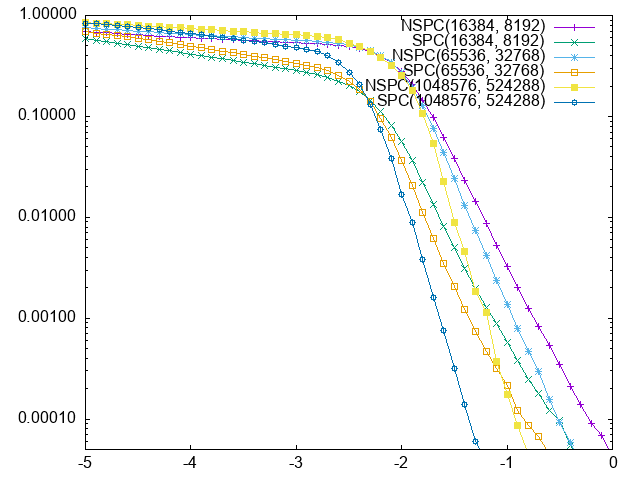 1.00000
0.10000
0.01000
0.00100
0.00010
NSPC(16384, 8192)
SPC(16384, 8192)
NSPC(65536, 32768)
SPC(65536, 32768)
NSPC(1048576, 524288)
SPC(1048576, 524288)
-5 -4 -3 -2 -1 0